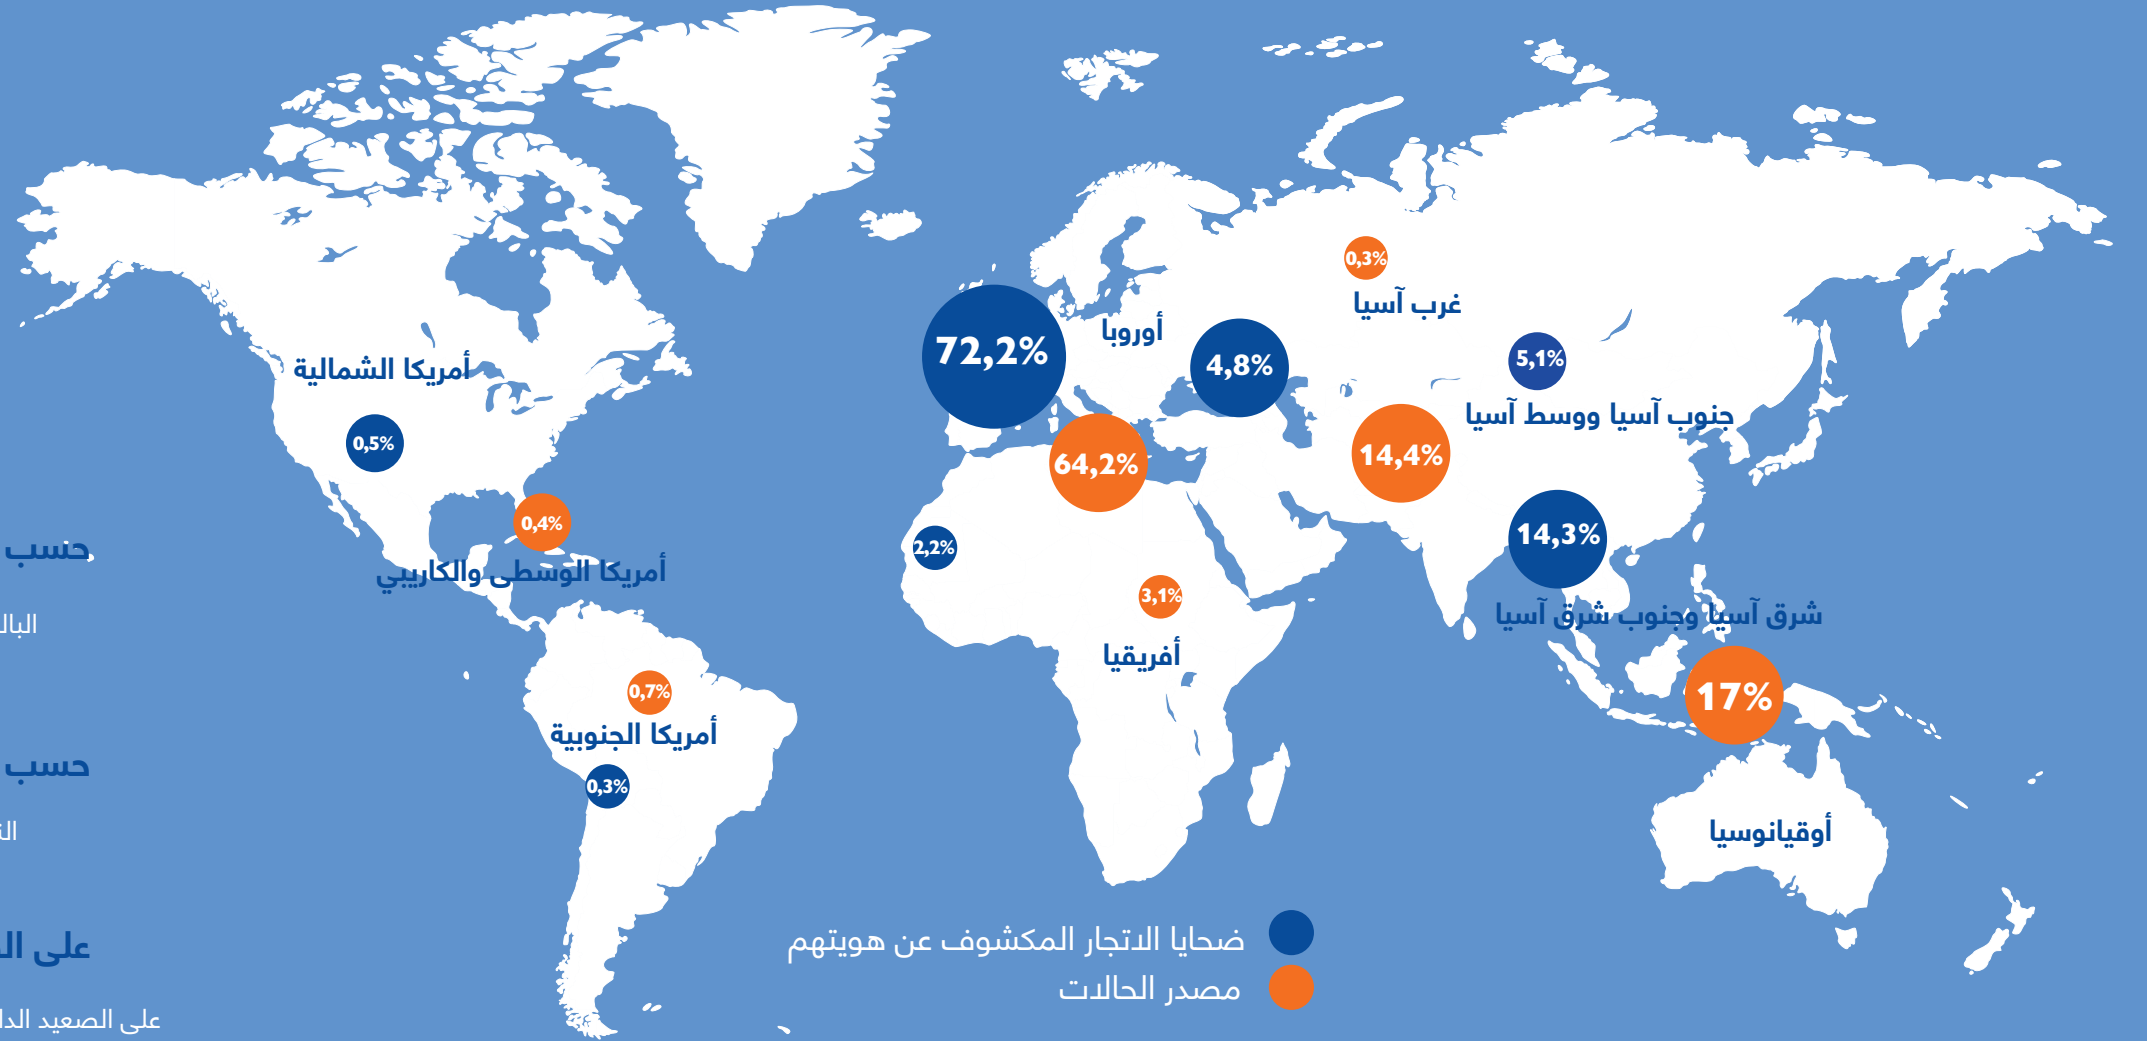 0,3%
غرب آسيا
أوروبا
72,2%
4,8%
5,1%
جنوب آسيا ووسط آسيا
أمريكا الشمالية
0,5%
64,2%
14,4%
0,4%
أمريكا الوسطى والكاريبي
2,2%
14,3%
شرق آسيا وجنوب شرق آسيا
3,1%
أفريقيا
17%
0,7%
أمريكا الجنوبية
0,3%
أوقيانوسيا
ضحايا الاتجار المكشوف عن هويتهم
مصدر الحالات
حسب
حسب
على
على الصعيد